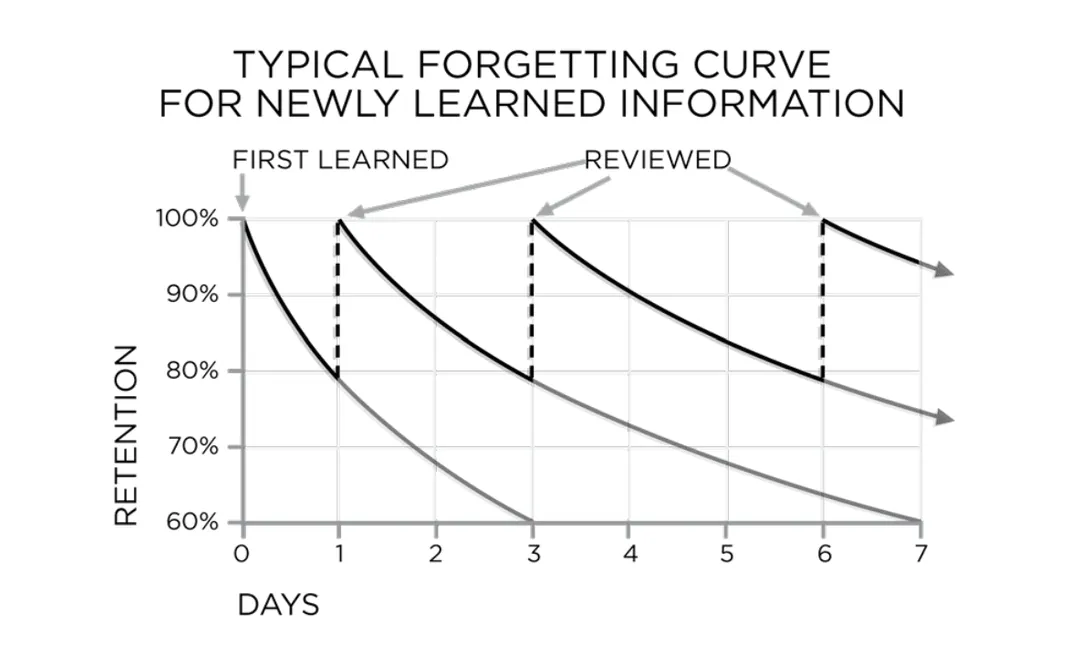 TYPICAL FORGETTING CURVE
FOR NEWLY LEARNED INFORMATION
FIRST LEARNED
REVIEWED
100%
90%
80%
70%
60%
RETENTION
0 1 2 3 4 5 6 7
DAYS